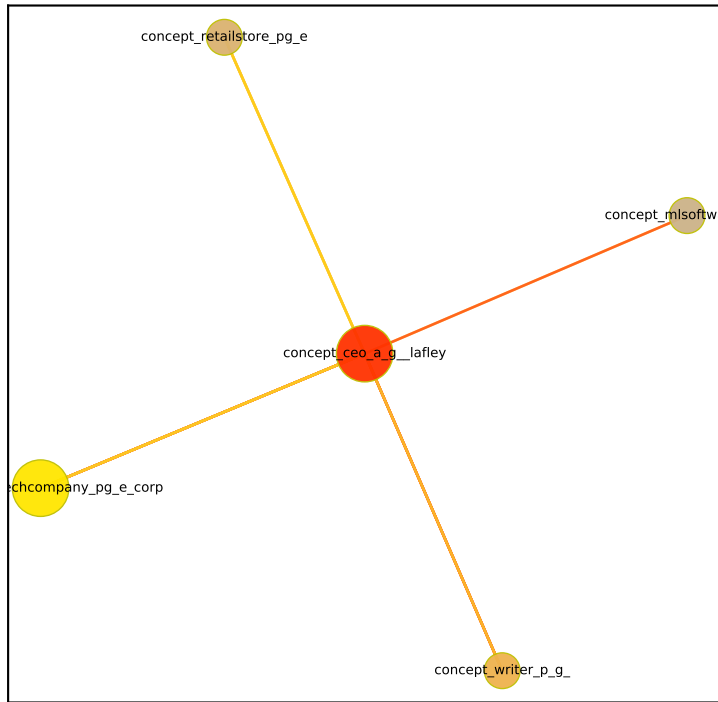 concept_retailstore_pg_e
concept_mlsoftw
concept_ceo_a_g__lafley
echcompany_pg_e_corp
concept_writer_p_g_